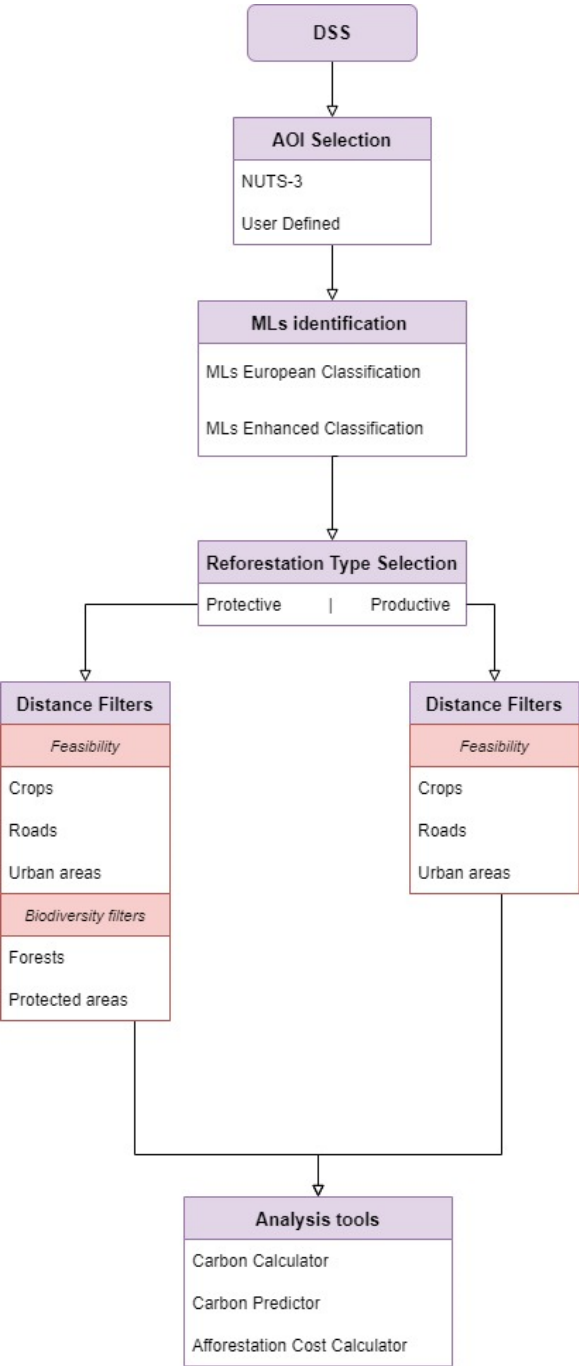 DSS
AOI Selection
NUTS-3
User Defined
MLs identification
MLs European Classification
MLs Enhanced Classification
Reforestation Type Selection
Protective | Productive
Distance Filters
Feasibility
Crops
Roads
Urban areas
Biodiversity filters
Forests
Protected areas
Distance Filters
Feasibility
Crops
Roads
Urban areas
Analysis tools
Carbon Calculator
Carbon Predictor
Afforestation Cost Calculator